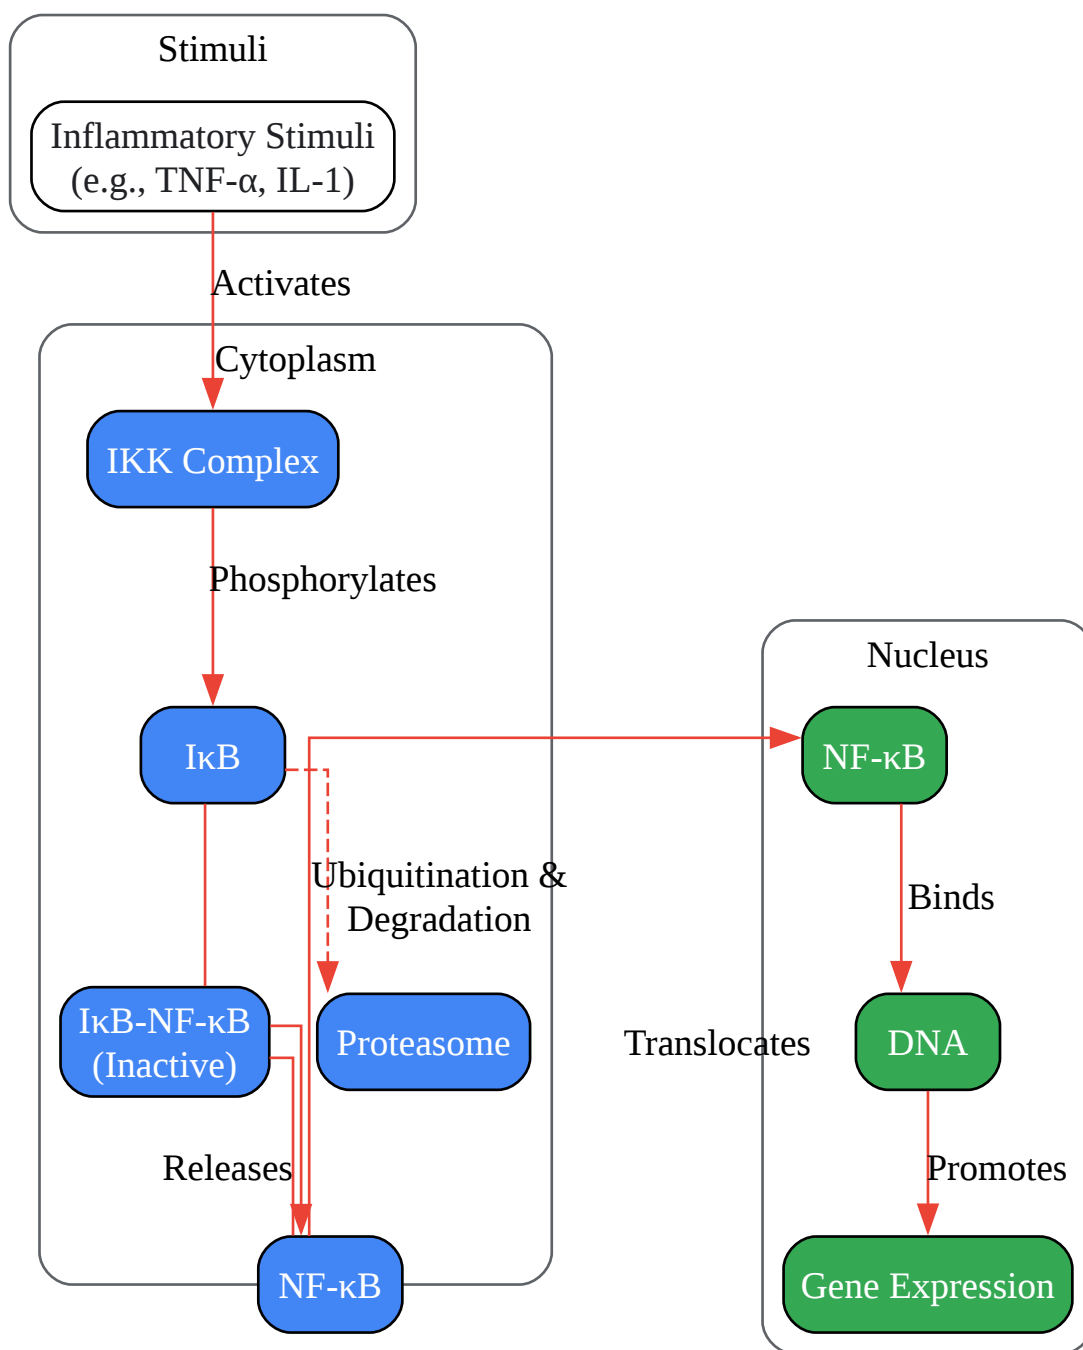 Stimuli
Inflammatory Stimuli
(e.g., TNF-α, IL-1)
Activates
Cytoplasm
IKK Complex
Phosphorylates
Nucleus
IκB
NF-κB
Ubiquitination &
Degradation
Binds
IκB-NF-κB
(Inactive)
Proteasome
Translocates
DNA
Releases
Promotes
NF-κB
Gene Expression